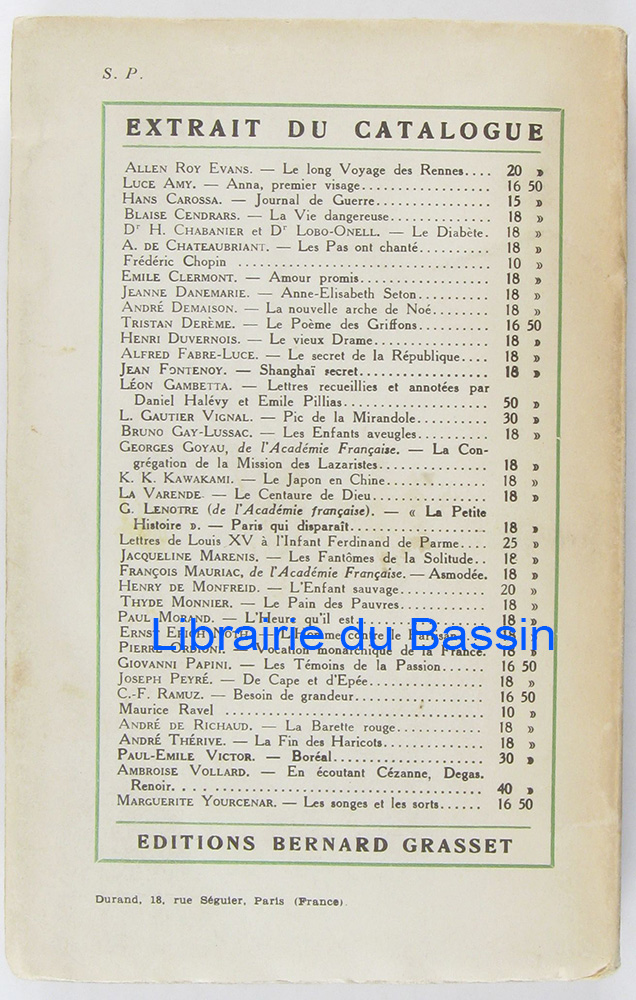 S. P.
EXTRAIT DU CATALOGUE
ALLEN ROY EVANS. — Le long Voyage des Rennes.... 20 »
LUCE AMY. — Anna, premier visage.................. 16 50
HANS CAROSSA. — Journal de Guerre................ 15 »
BLAISE CENDRARS. — La Vie dangereuse.............. 18 »
Dr H. CHABANIER et Dr LOBO-ONELL. — Le Diabète. 18 »
A. DE CHATEAUBRIANT. — Les Pas ont chanté.......... 18 »
Frédéric Chopin .................................... 10 »
EMILE CLERMONT. — Amour promis.................. 18 »
JEANNE DANEMARIE. — Anne-Elisabeth Seton.......... 18 »
ANDRÉ DEMAISON. — La nouvelle arche de Noé........ 18 »
TRISTAN DERÈME. — Le Poème des Griffons.......... 16 50
HENRI DUVERNOIS. — Le vieux Drame................ 18 »
ALFRED FABRE-LUCE. — Le secret de la République.... 18 »
JEAN FONTENOY. — Shanghaï secret.................. 18 »
LÉON GAMBETTA. — Lettres recueillies et annotées par
Daniel Halévy et Emile Pillias.................... 50 »
L. GAUTIER VIGNAL. — Pic de la Mirandole.......... 30 »
BRUNO GAY-LUSSAC. — Les Enfants aveugles.......... 18 »
GEORGES GOYAU, de l'Académie Française. — La Con-
grégation de la Mission des Lazaristes.............. 18 »
K. K. KAWAKAMI. — Le Japon en Chine.............. 18 »
LA VARENDE. — Le Centaure de Dieu................ 18 »
G. LENOTRE (de l'Académie française). — « La Petite
Histoire ». — Paris qui disparaît.................. 18 »
Lettres de Louis XV à l'Infant Ferdinand de Parme.... 25 »
JACQUELINE MARENIS. — Les Fantômes de la Solitude.. 18 »
FRANÇOIS MAURIAC, de l'Académie Française. — Asmodée. 18 »
HENRY DE MONFREID. — L'Enfant sauvage............ 20 »
THYDE MONNIER. — Le Pain des Pauvres............ 18 »
PAUL MORAND. — L'Heure qu'il est.................. 18 »
ERNST ERICH NOTH. — L'Homme contre le Partisan. 18 »
Librairie du Bassin
PIERRE — Vocation monarchique de la France.
GIOVANNI PAPINI. — Les Témoins de la Passion...... 16 50
JOSEPH PEYRÉ. — De Cape et d'Epée................ 18 »
C.-F. RAMUZ. — Besoin de grandeur................ 16 50
Maurice Ravel .................................... 10 »
ANDRÉ DE RICHAUD. — La Barette rouge............ 18 »
ANDRÉ THÉRIVE. — La Fin des Haricots.............. 18 »
PAUL-EMILE VICTOR. — Boréal...................... 30 »
AMBROISE VOLLARD. — En écoutant Cézanne, Degas.
Renoir............................................ 40 »
MARGUERITE YOURCENAR. — Les songes et les sorts...... 16 50
EDITIONS BERNARD GRASSET
Durand, 18, rue Séguier, Paris (France).